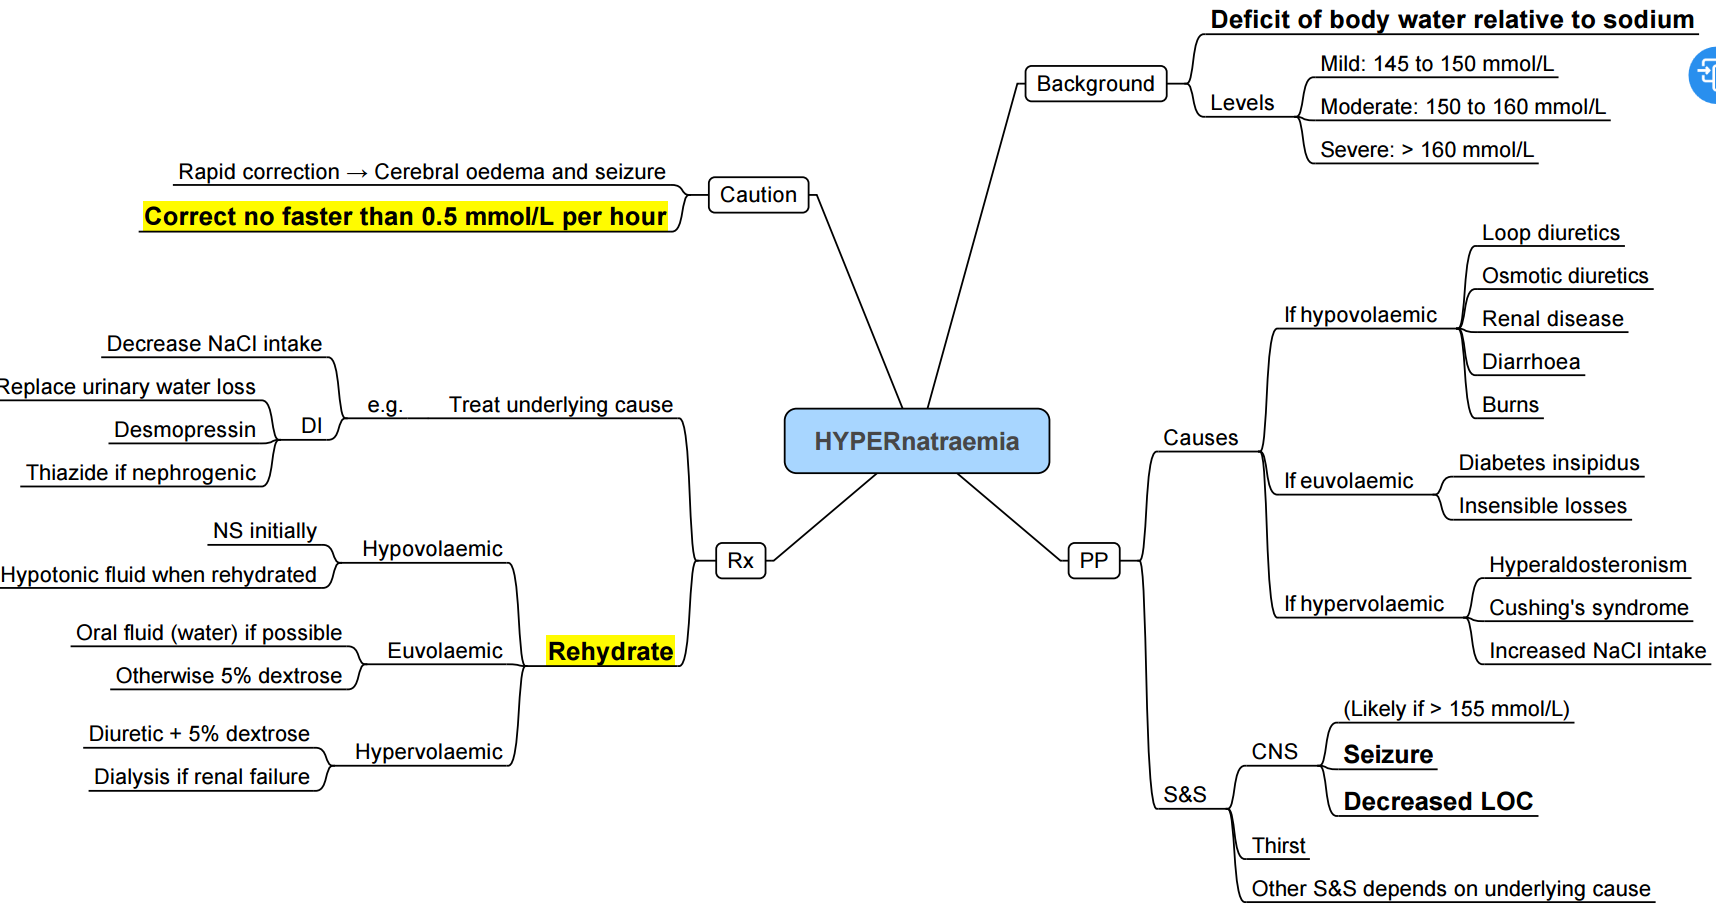 HYPERnatraemia
Background
Deficit of body water relative to sodium
Levels
Mild: 145 to 150 mmol/L
Moderate: 150 to 160 mmol/L
Severe: > 160 mmol/L
Caution
Rapid correction → Cerebral oedema and seizure
Correct no faster than 0.5 mmol/L per hour
PP
Causes
If hypovolaemic
Loop diuretics
Osmotic diuretics
Renal disease
Diarrhoea
Burns
If euvolaemic
Diabetes insipidus
Insensible losses
If hypervolaemic
Hyperaldosteronism
Cushing's syndrome
Increased NaCl intake
S&S
CNS
(Likely if > 155 mmol/L)
Seizure
Decreased LOC
Thirst
Other S&S depends on underlying cause
Rx
Treat underlying cause
e.g.
Decrease NaCl intake
DI
Replace urinary water loss
Desmopressin
Thiazide if nephrogenic
Rehydrate
Hypovolaemic
NS initially
Hypotonic fluid when rehydrated
Euvolaemic
Oral fluid (water) if possible
Otherwise 5% dextrose
Hypervolaemic
Diuretic + 5% dextrose
Dialysis if renal failure